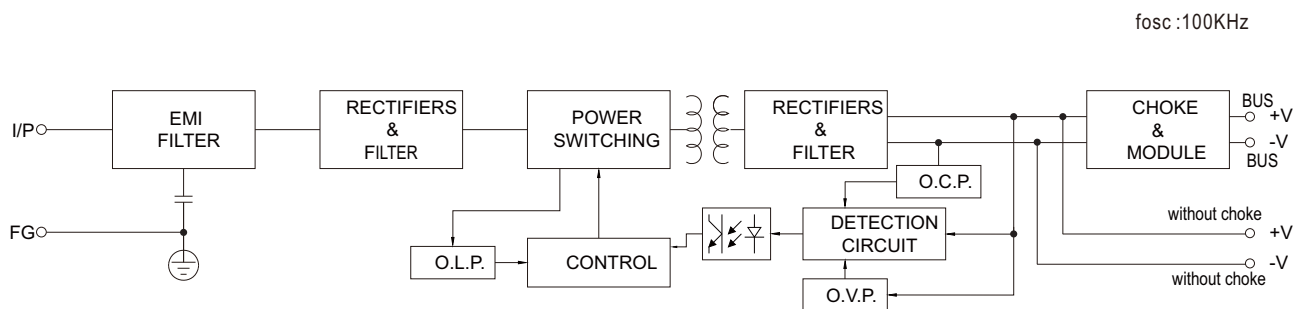 fosc :100KHz
I/P
EMI
FILTER
RECTIFIERS
&
FILTER
POWER
SWITCHING
RECTIFIERS
&
FILTER
CHOKE
&
MODULE
BUS
+V
-V
BUS
O.C.P.
FG
O.L.P.
CONTROL
DETECTION
CIRCUIT
O.V.P.
without choke
+V
-V
without choke